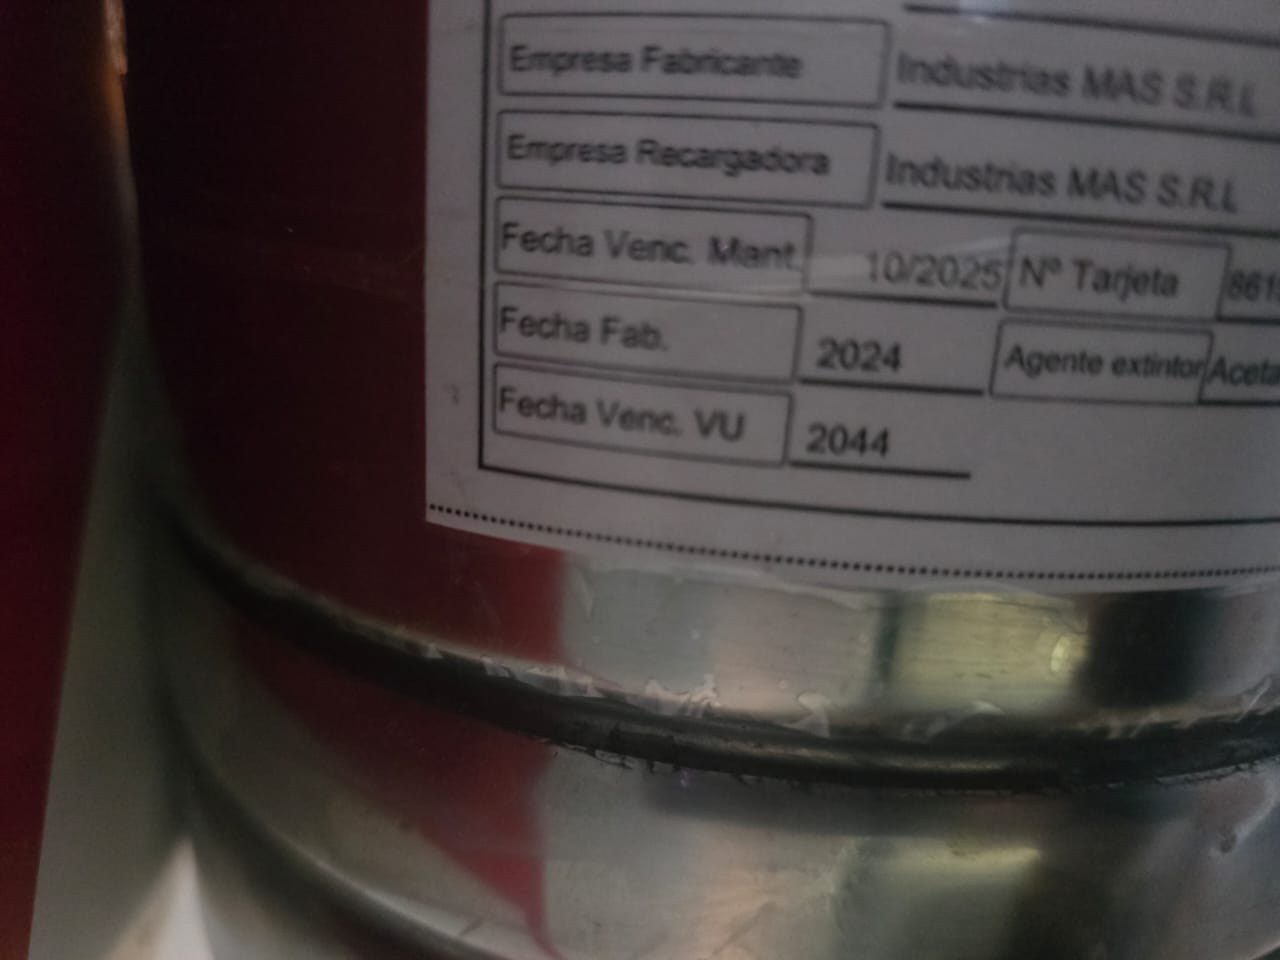 Empresa Fabricante Industrias MAS S.R.L
Empresa Recargadora Industrias MAS S.R.L
Fecha Venc. Mant. 10/2025 Nº Tarjeta
Fecha Fab. 2024 Agente extintor Aceta
Fecha Venc. VU 2044